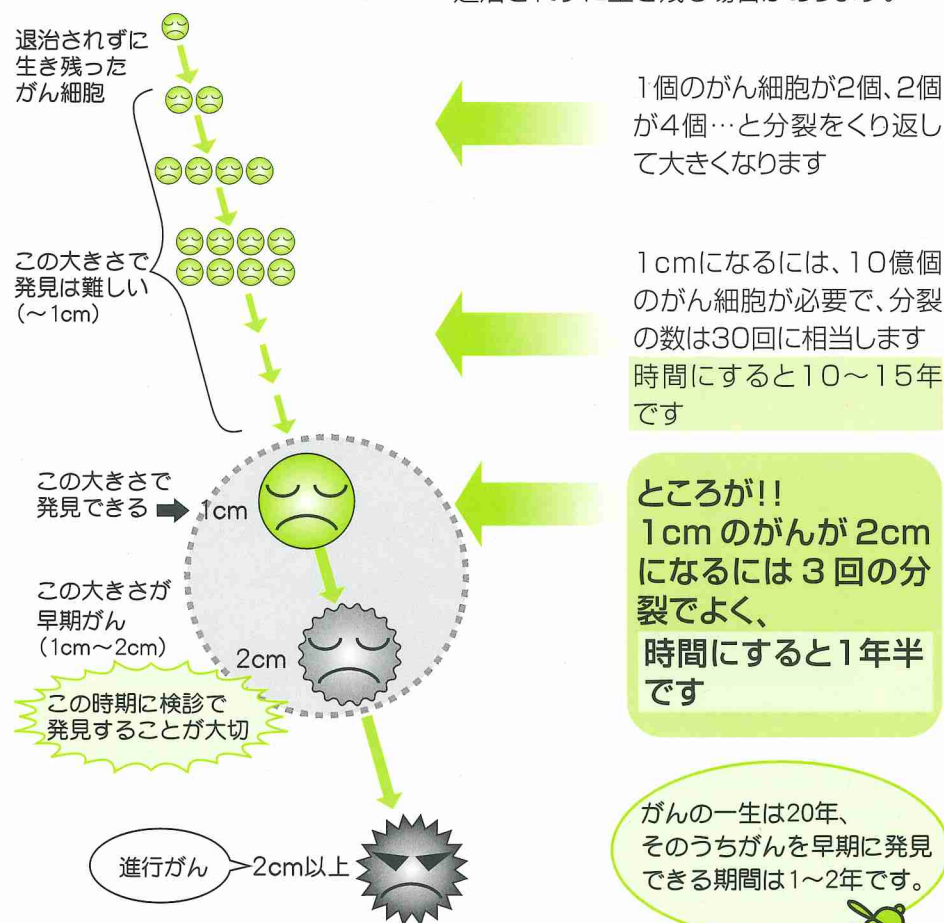 退治されずに
生き残った
がん細胞
1個のがん細胞が2個、2個
が4個…と分裂をくり返し
て大きくなります
この大きさで
発見は難しい
(～1cm)
1cmになるには、10億個
のがん細胞が必要で、分裂
の数は30回に相当します
時間にすると10～15年
です
この大きさで
発見できる
1cm
ところが!!
1cmのがんが2cm
になるには3回の分
裂でよく、
時間にすると1年半
です
この大きさが
早期がん
(1cm～2cm)
2cm
この時期に検診で
発見することが大切
進行がん
2cm以上
がんの一生は20年、
そのうちがんを早期に発見
できる期間は1～2年です。